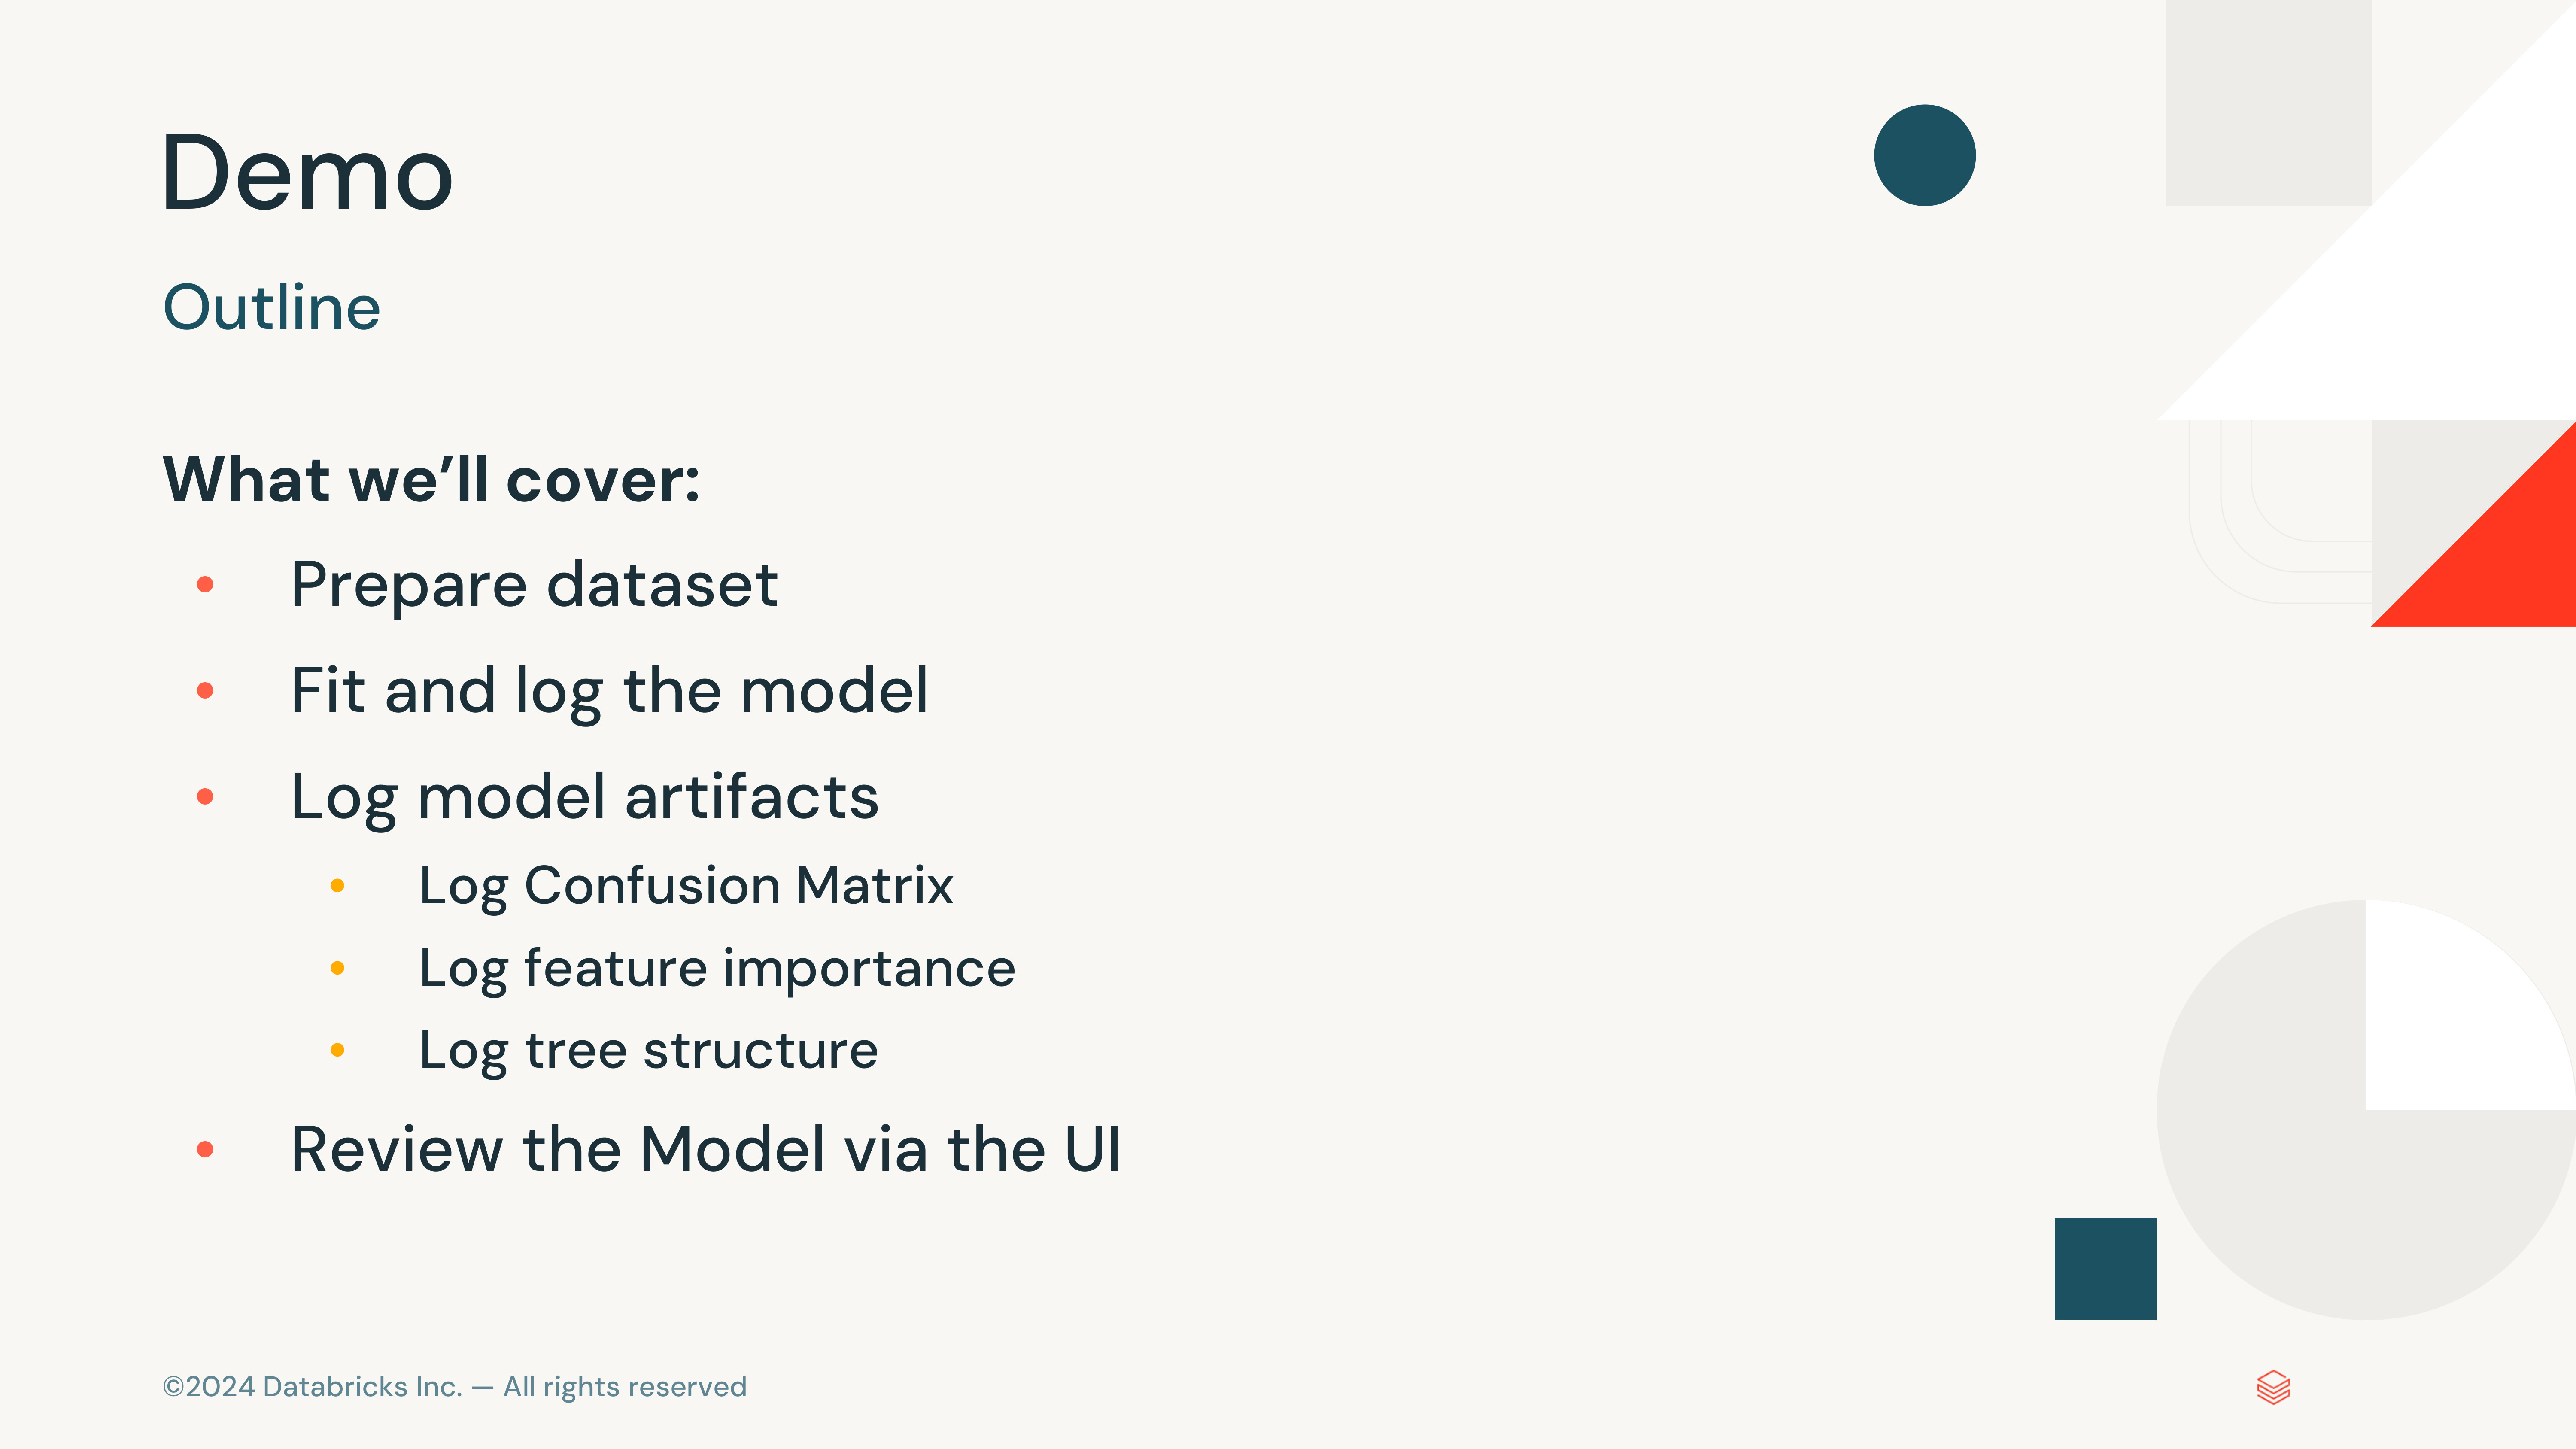 Demo
Outline
What we’ll cover:
• Prepare dataset
• Fit and log the model
• Log model artifacts
• Log Confusion Matrix
• Log feature importance
• Log tree structure
• Review the Model via the UI
©2024 Databricks Inc. — All rights reserved